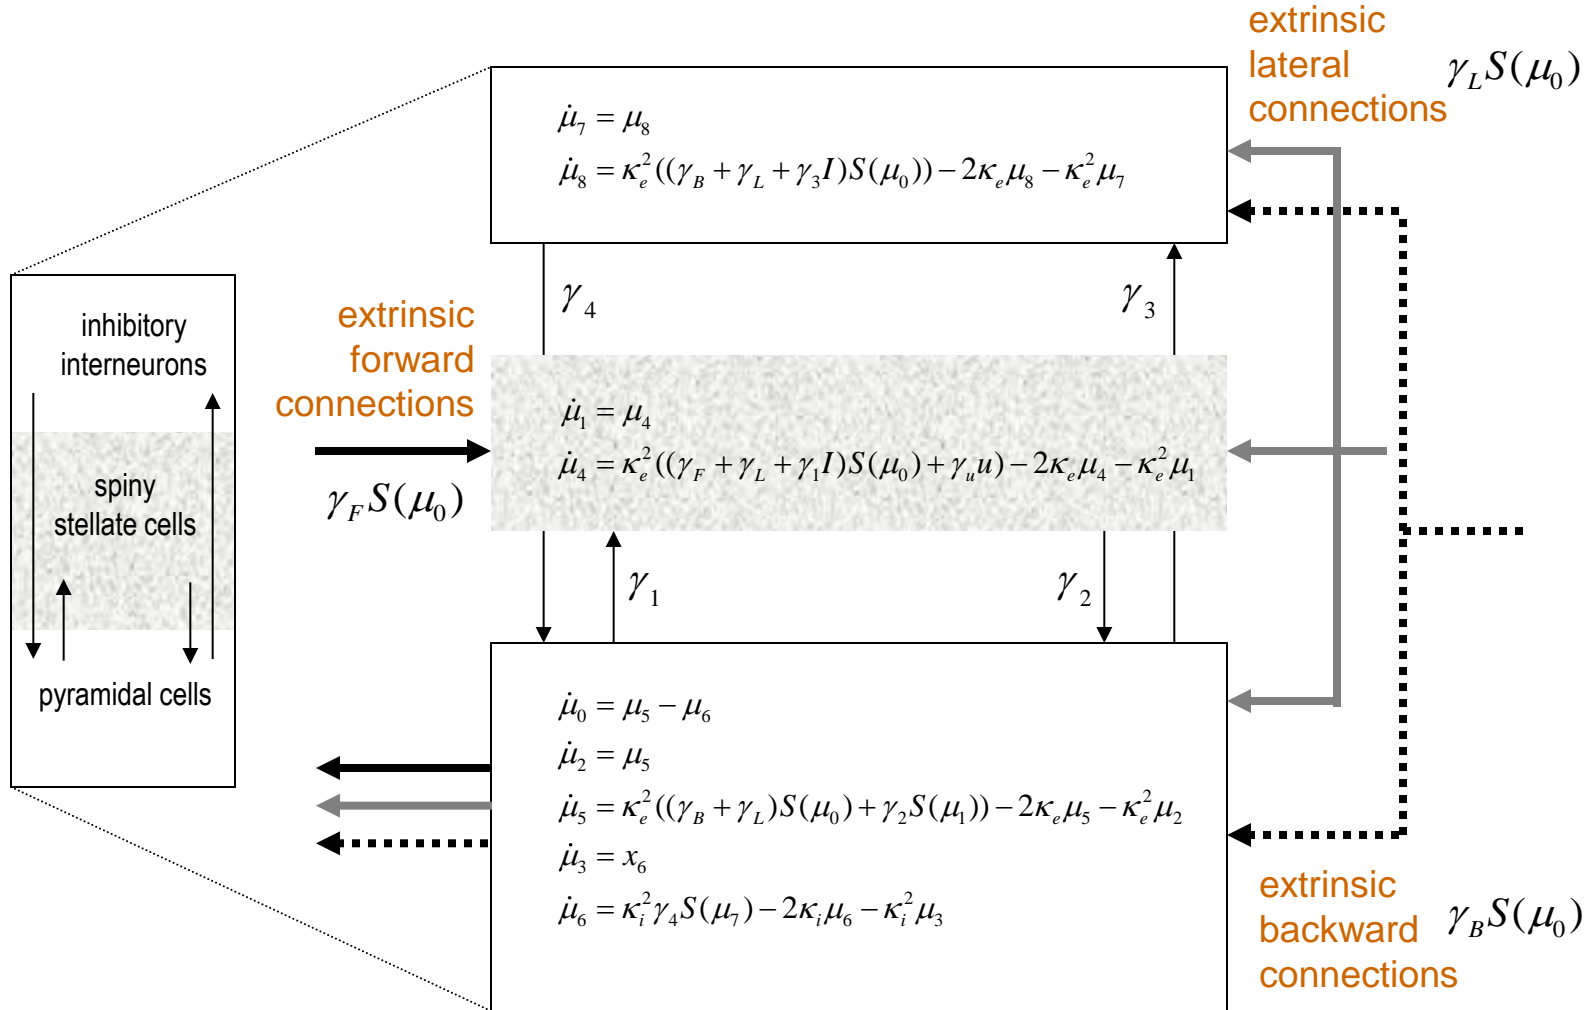 extrinsic
lateral
connections
γ_L S(μ_0)
μ̇_7 = μ_8
μ̇_8 = κ_e^2((γ_B + γ_L + γ_3 I)S(μ_0)) − 2κ_e μ_8 − κ_e^2 μ_7
γ_4
γ_3
inhibitory
interneurons
spiny
stellate cells
pyramidal cells
extrinsic
forward
connections
γ_F S(μ_0)
μ̇_1 = μ_4
μ̇_4 = κ_e^2((γ_F + γ_L + γ_1 I)S(μ_0) + γ_u u) − 2κ_e μ_4 − κ_e^2 μ_1
γ_1
γ_2
μ̇_0 = μ_5 − μ_6
μ̇_2 = μ_5
μ̇_5 = κ_e^2((γ_B + γ_L)S(μ_0) + γ_2 S(μ_1)) − 2κ_e μ_5 − κ_e^2 μ_2
μ̇_3 = x_6
μ̇_6 = κ_i^2 γ_4 S(μ_7) − 2κ_i μ_6 − κ_i^2 μ_3
extrinsic
backward
connections
γ_B S(μ_0)